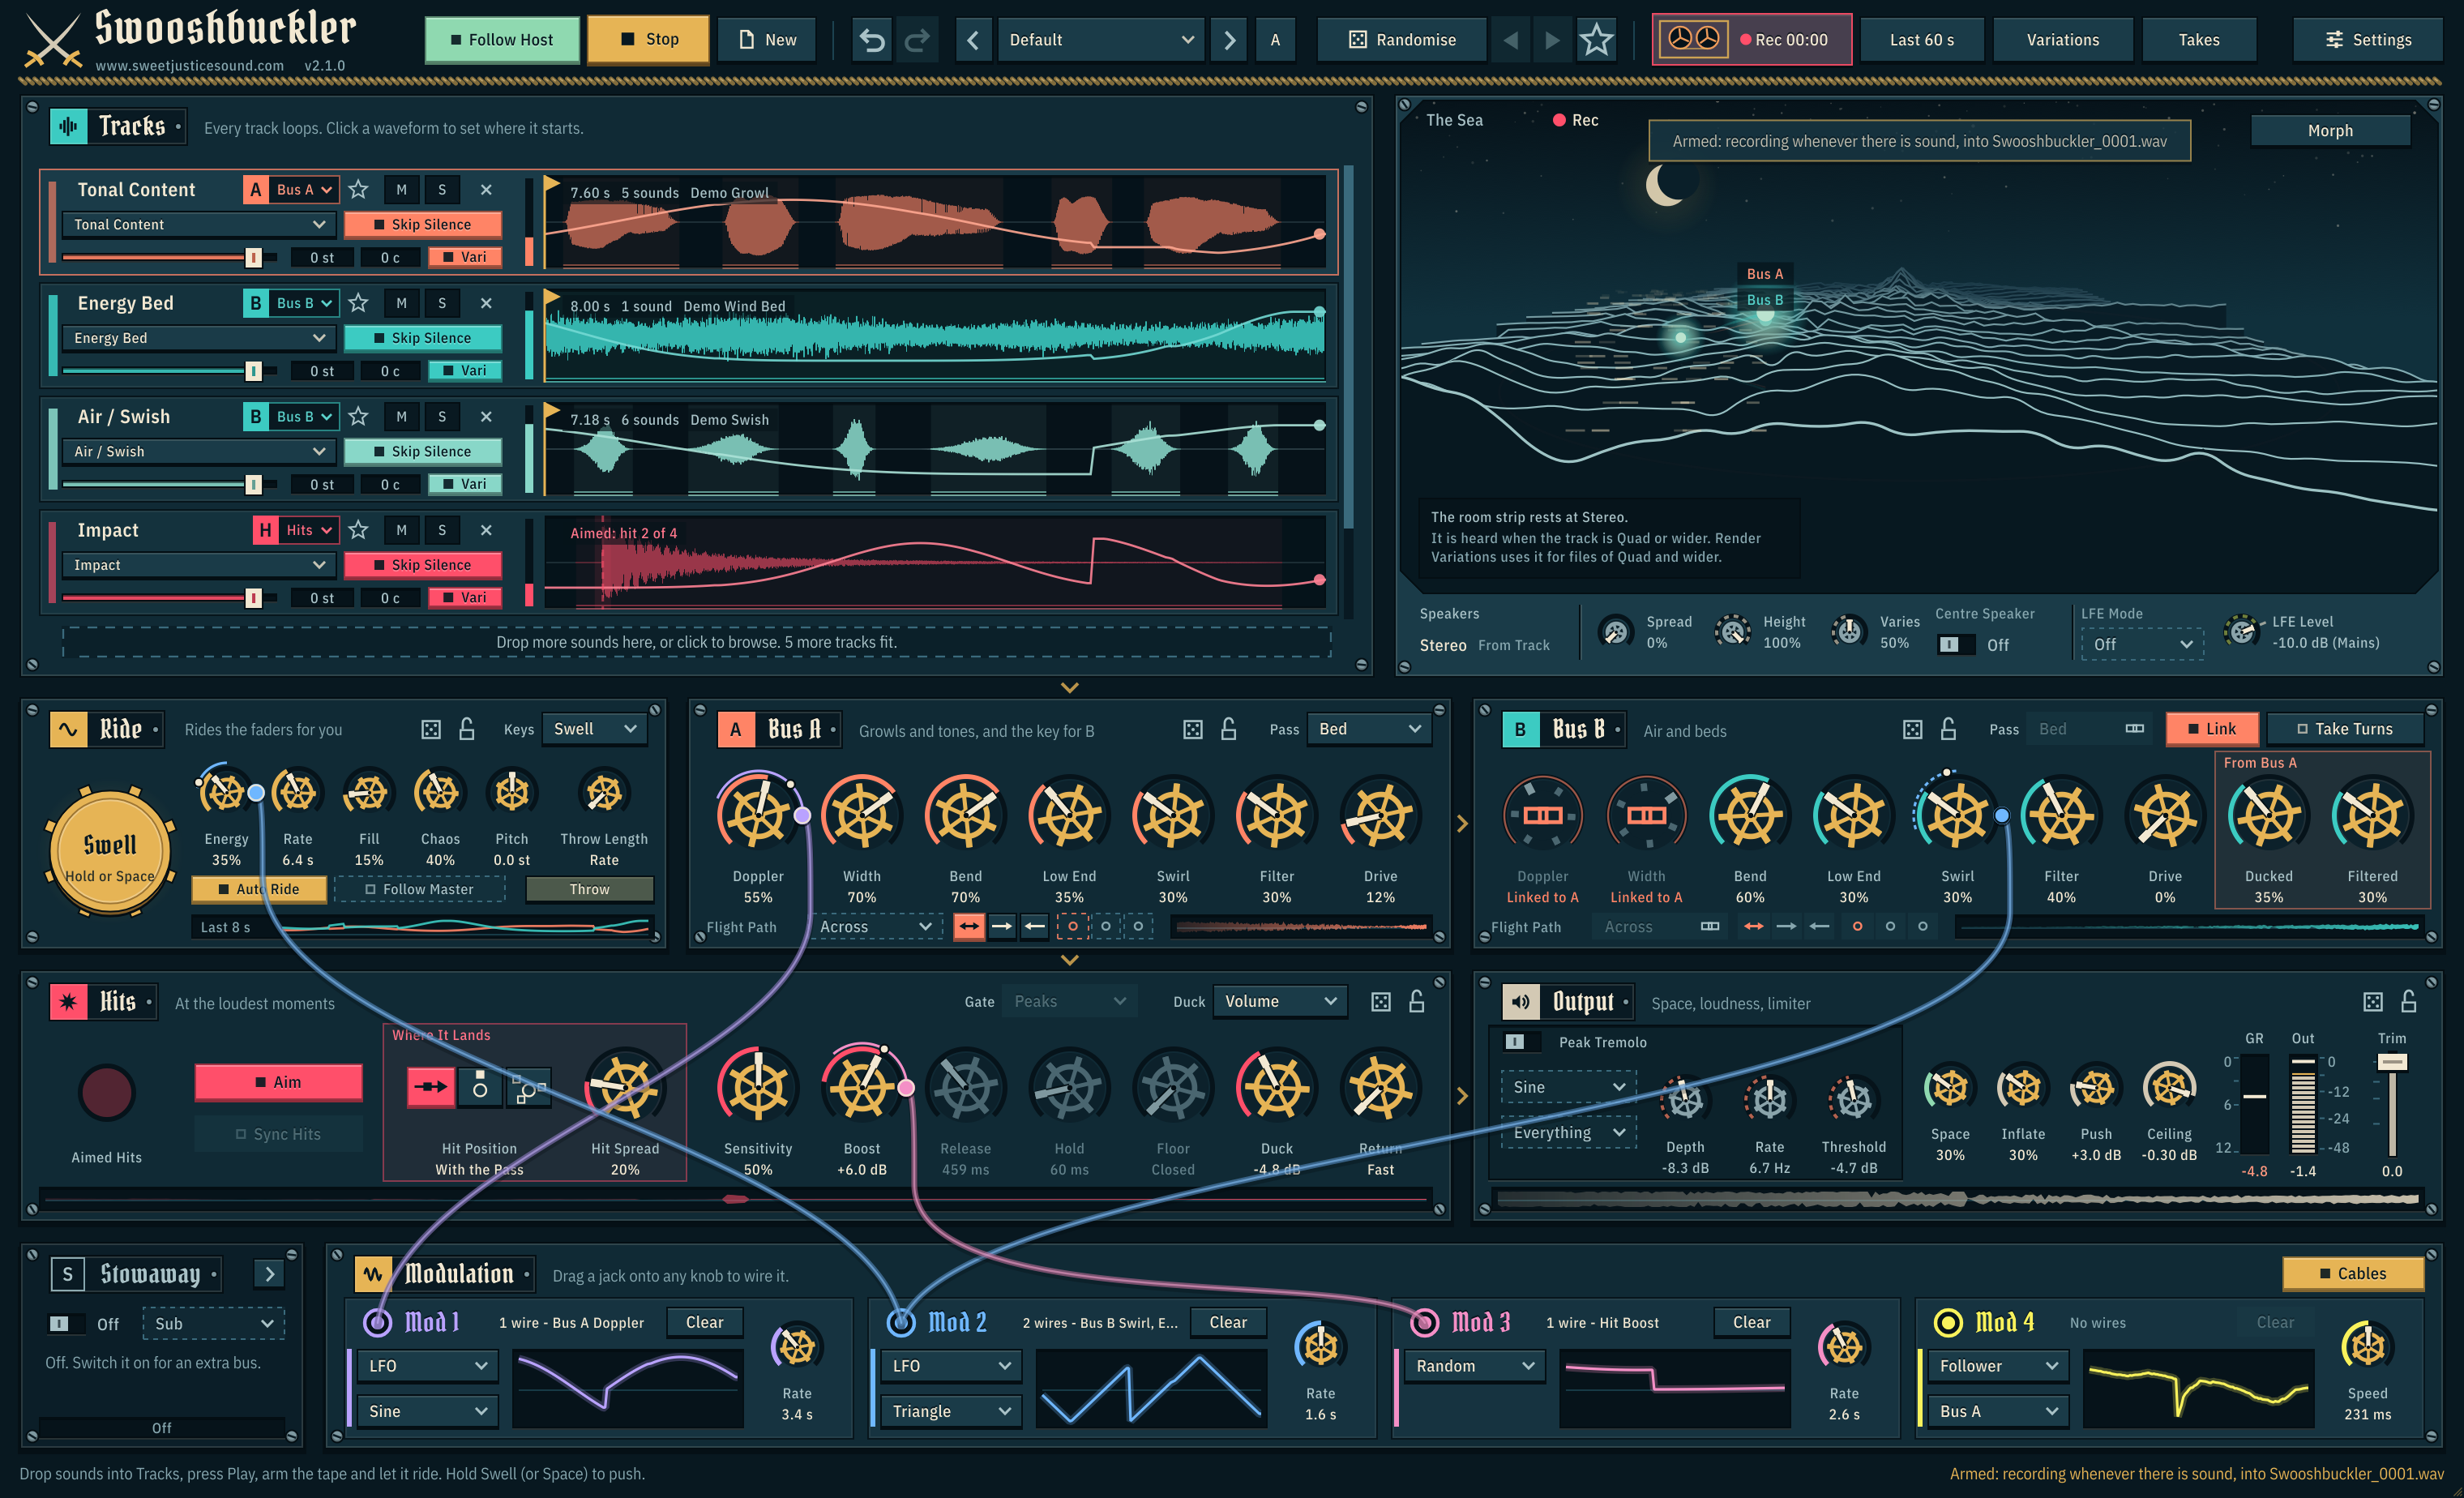 Swooshbuckler
www.sweetjusticesound.com v2.1.0
Follow Host
Stop
New
Default
A
Randomise
Rec 00:00
Last 60 s
Variations
Takes
Settings
Tracks
Every track loops. Click a waveform to set where it starts.
Tonal Content
A Bus A
M S
Tonal Content
Skip Silence
0 st 0 c Vari
7.60 s 5 sounds Demo Growl
Energy Bed
B Bus B
M S
Energy Bed
Skip Silence
0 st 0 c Vari
8.00 s 1 sound Demo Wind Bed
Air / Swish
B Bus B
M S
Air / Swish
Skip Silence
0 st 0 c Vari
7.18 s 6 sounds Demo Swish
Impact
H Hits
M S
Impact
Skip Silence
0 st 0 c Vari
Aimed: hit 2 of 4
Drop more sounds here, or click to browse. 5 more tracks fit.
The Sea
Rec
Armed: recording whenever there is sound, into Swooshbuckler_0001.wav
Morph
Bus A
Bus B
The room strip rests at Stereo.
It is heard when the track is Quad or wider. Render
Variations uses it for files of Quad and wider.
Speakers
Stereo From Track
Spread
0%
Height
100%
Varies
50%
Centre Speaker
Off
LFE Mode
Off
LFE Level
-10.0 dB (Mains)
Ride
Rides the faders for you
Keys Swell
Swell
Hold or Space
Energy Rate Fill Chaos Pitch Throw Length
35% 6.4 s 15% 40% 0.0 st Rate
Auto Ride
Follow Master
Throw
Last 8 s
A Bus A
Growls and tones, and the key for B
Pass Bed
Doppler Width Bend Low End Swirl Filter Drive
55% 70% 70% 35% 30% 30% 12%
Flight Path Across
B Bus B
Air and beds
Pass Bed
Link
Take Turns
From Bus A
Doppler Width Bend Low End Swirl Filter Drive Ducked Filtered
Linked to A Linked to A 60% 30% 30% 40% 0% 35% 30%
Flight Path Across
Hits
At the loudest moments
Gate Peaks
Duck Volume
Aimed Hits
Aim
Sync Hits
Where It Lands
Hit Position Hit Spread
With the Pass 20%
Sensitivity Boost Release Hold Floor Duck Return
50% +6.0 dB 459 ms 60 ms Closed -4.8 dB Fast
Output
Space, loudness, limiter
Peak Tremolo
Sine
Everything
Depth Rate Threshold
-8.3 dB 6.7 Hz -4.7 dB
Space Inflate Push Ceiling
30% 30% +3.0 dB -0.30 dB
GR Out Trim
0 6 12
0 -12 -24 -48
-4.8 -1.4 0.0
S Stowaway
Off Sub
Off. Switch it on for an extra bus.
Off
Modulation
Drag a jack onto any knob to wire it.
Cables
Mod 1
1 wire - Bus A Doppler
Clear
LFO
Sine
Rate
3.4 s
Mod 2
2 wires - Bus B Swirl, E...
Clear
LFO
Triangle
Rate
1.6 s
Mod 3
1 wire - Hit Boost
Clear
Random
Rate
2.6 s
Mod 4
No wires
Clear
Follower
Bus A
Speed
231 ms
Drop sounds into Tracks, press Play, arm the tape and let it ride. Hold Swell (or Space) to push.
Armed: recording whenever there is sound, into Swooshbuckler_0001.wav